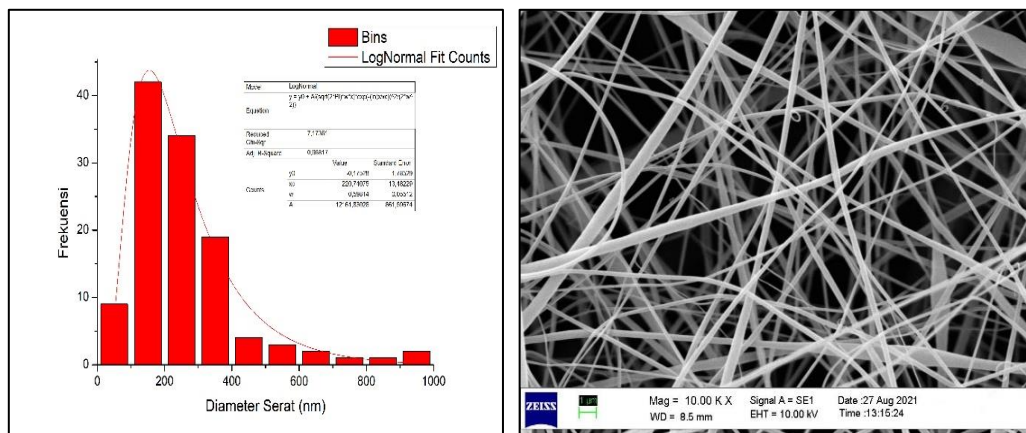 Bins
LogNormal Fit Counts
Frekuensi
40
30
20
10
0
0 200 400 600 800 1000
Diameter Serat (nm)
Model LogNormal
Equation
Reduced
Adj. R-Square
Value Standard Error
Counts
y0
xc
w
A
ZEISS
1 µm
Mag = 10.00 K X Signal A = SE1 Date :27 Aug 2021
WD = 8.5 mm EHT = 10.00 kV Time :13:15:24